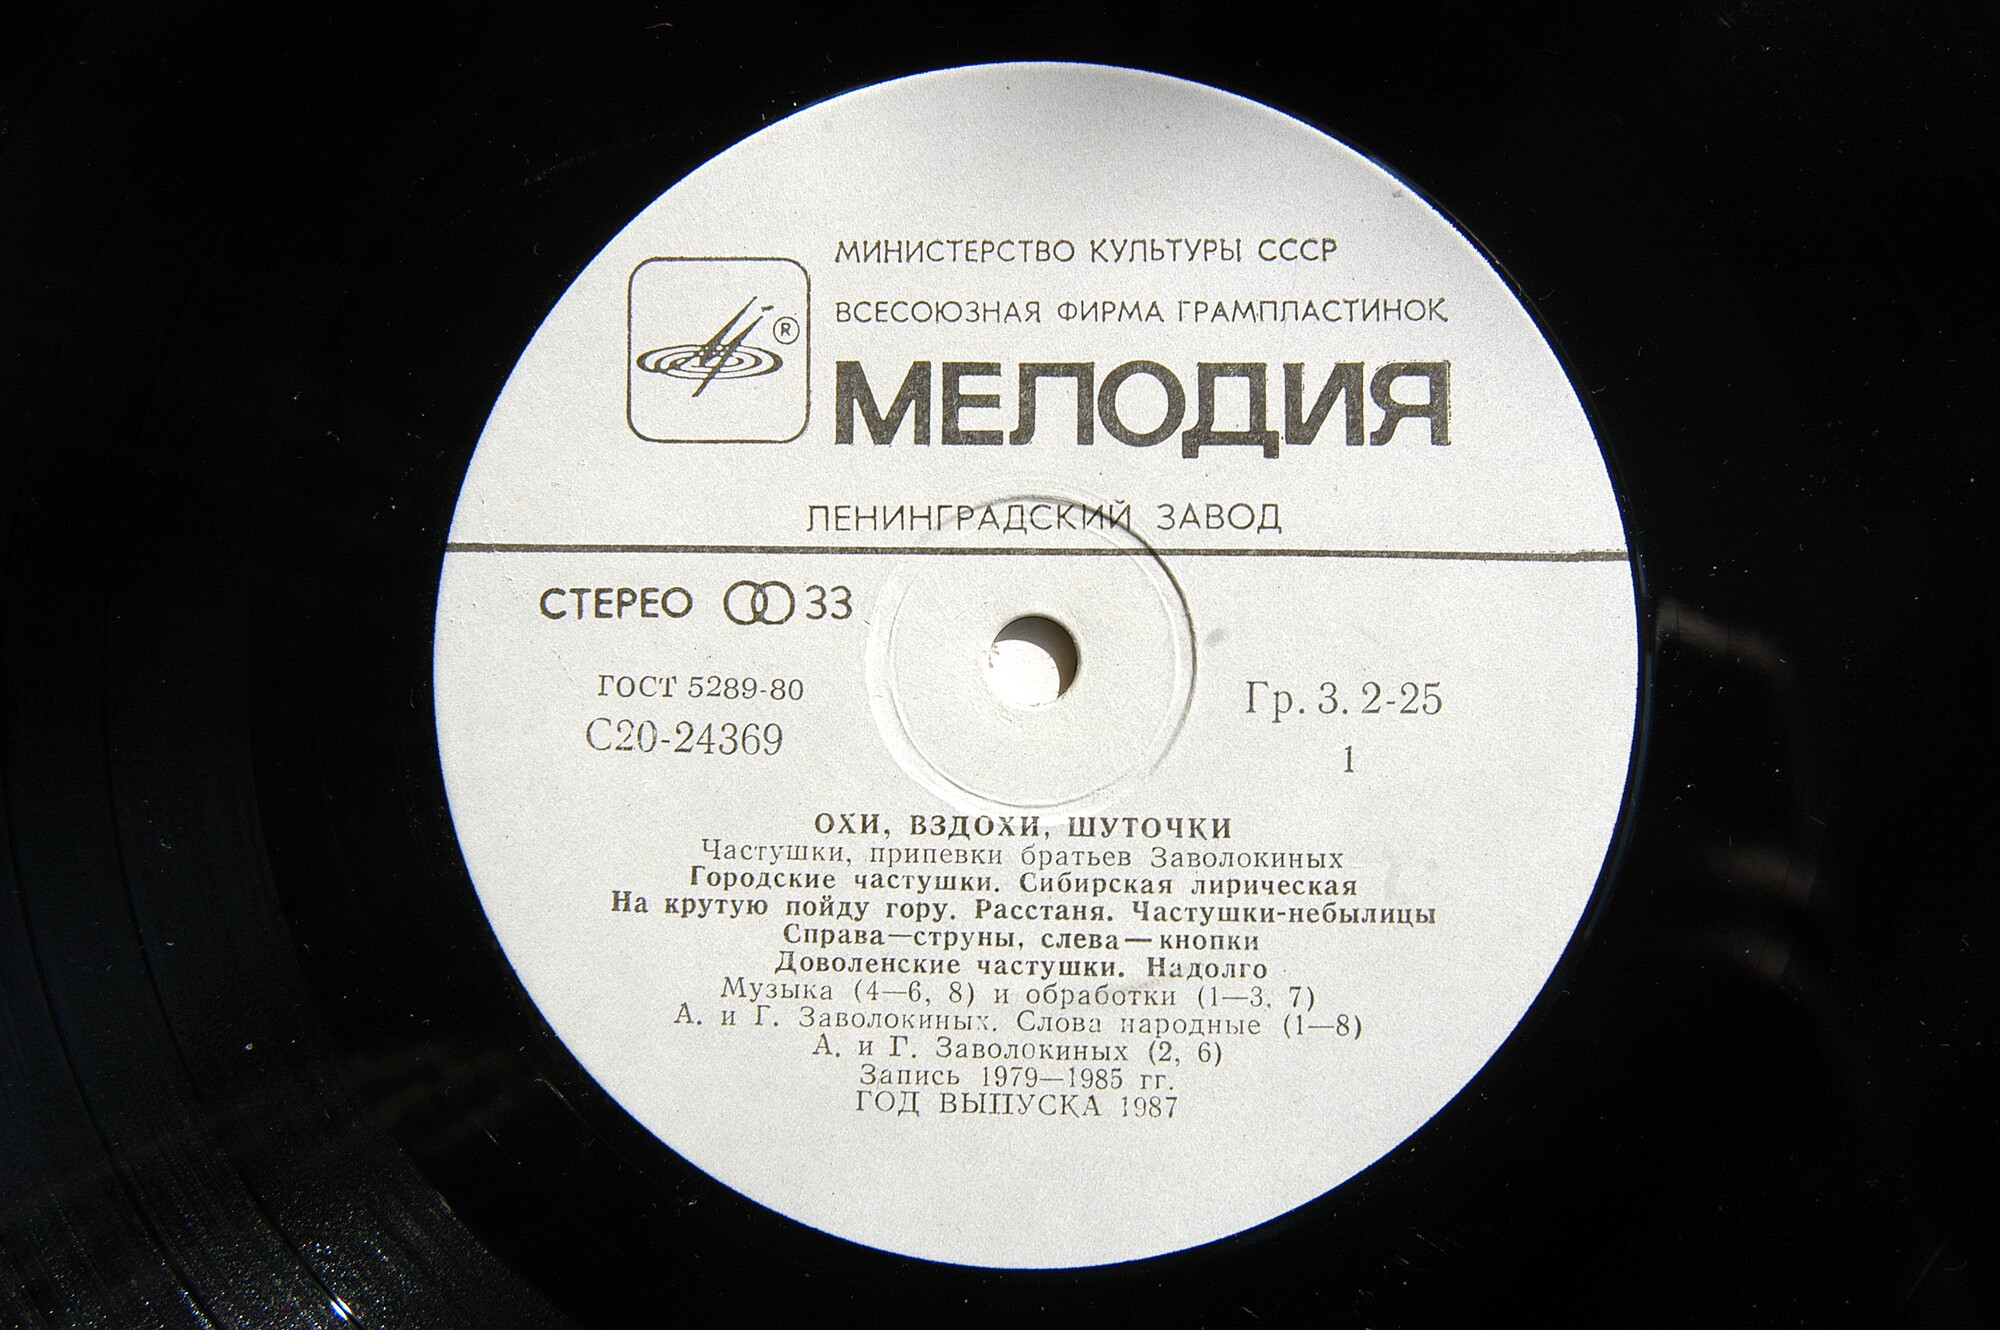 МИНИСТЕРСТВО КУЛЬТУРЫ СССР
ВСЕСОЮЗНАЯ ФИРМА ГРАМПЛАСТИНОК
®
МЕЛОДИЯ
ЛЕНИНГРАДСКИЙ ЗАВОД
СТЕРЕО 33
ГОСТ 5289-80
С20-24369
Гр. 3. 2-25
1
ОХИ, ВЗДОХИ, ШУТОЧКИ
Частушки, припевки братьев Заволокиных
Городские частушки. Сибирская лирическая
На крутую пойду гору. Расстаня. Частушки-небылицы
Справа—струны, слева—кнопки
Доволенские частушки. Надолго
Музыка (4—6, 8) и обработки (1—3, 7)
А. и Г. Заволокиных. Слова народные (1—8)
А. и Г. Заволокиных (2, 6)
Запись 1979—1985 гг.
ГОД ВЫПУСКА 1987